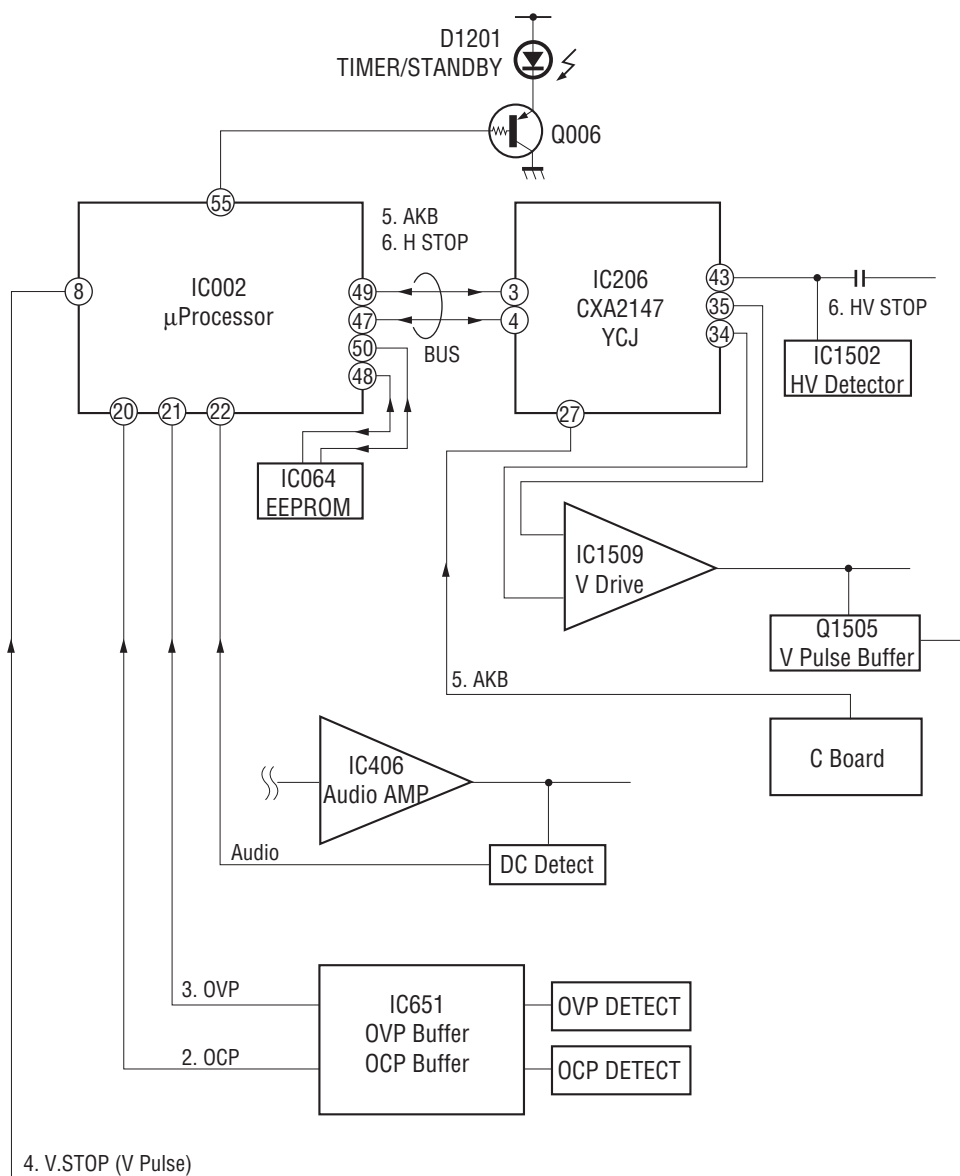 D1201
TIMER/STANDBY
Q006
55
5. AKB
6. H STOP
8
IC002
µProcessor
49
47
50
48
BUS
3
4
IC206
CXA2147
YCJ
43
35
34
6. HV STOP
IC1502
HV Detector
20
21
22
27
IC064
EEPROM
IC1509
V Drive
Q1505
V Pulse Buffer
5. AKB
C Board
IC406
Audio AMP
Audio
DC Detect
3. OVP
2. OCP
IC651
OVP Buffer
OCP Buffer
OVP DETECT
OCP DETECT
4. V.STOP (V Pulse)